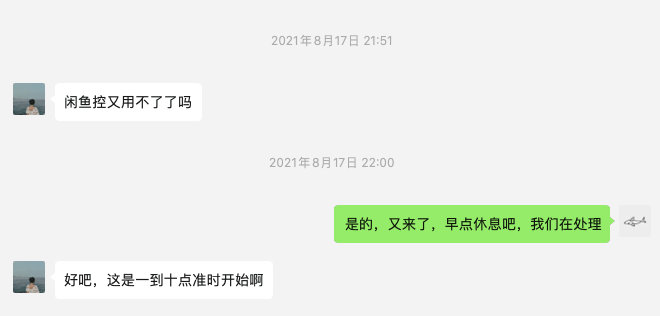 2021年8月17日 21:51
闲鱼控又用不了了吗
2021年8月17日 22:00
是的，又来了，早点休息吧，我们在处理
好吧，这是一到十点准时开始啊